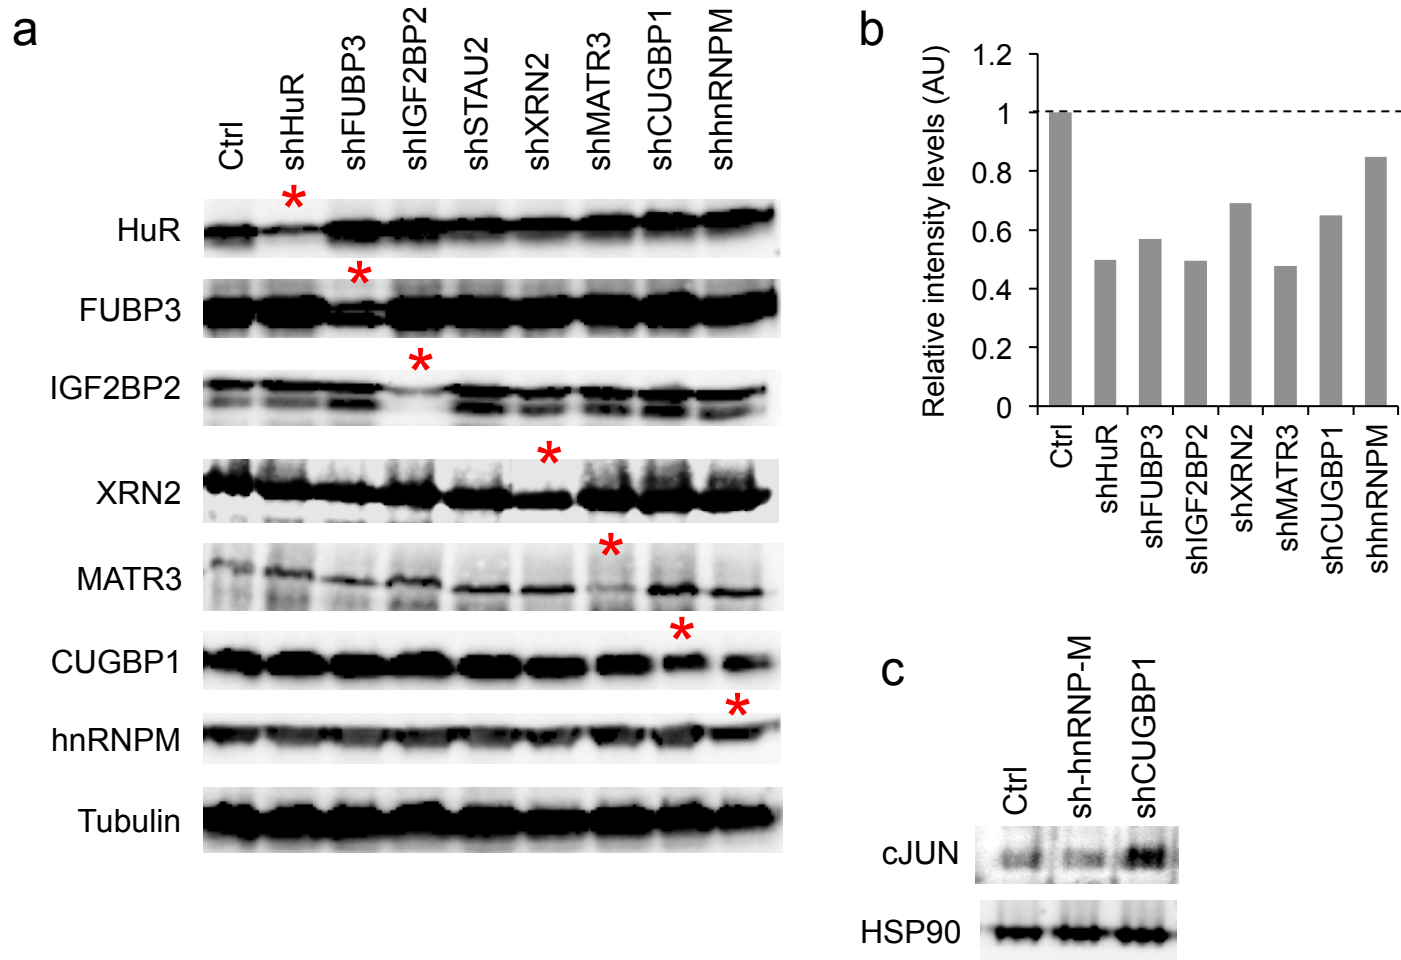 a
Ctrl
shHuR
shFUBP3
shIGF2BP2
shSTAU2
shXRN2
shMATR3
shCUGBP1
shhnRNPM
*
HuR
*
FUBP3
*
IGF2BP2
*
XRN2
*
MATR3
*
CUGBP1
*
hnRNPM
Tubulin
b
Relative intensity levels (AU)
1.2
1
0.8
0.6
0.4
0.2
0
Ctrl
shHuR
shFUBP3
shIGF2BP2
shXRN2
shMATR3
shCUGBP1
shhnRNPM
c
Ctrl
sh-hnRNP-M
shCUGBP1
cJUN
HSP90